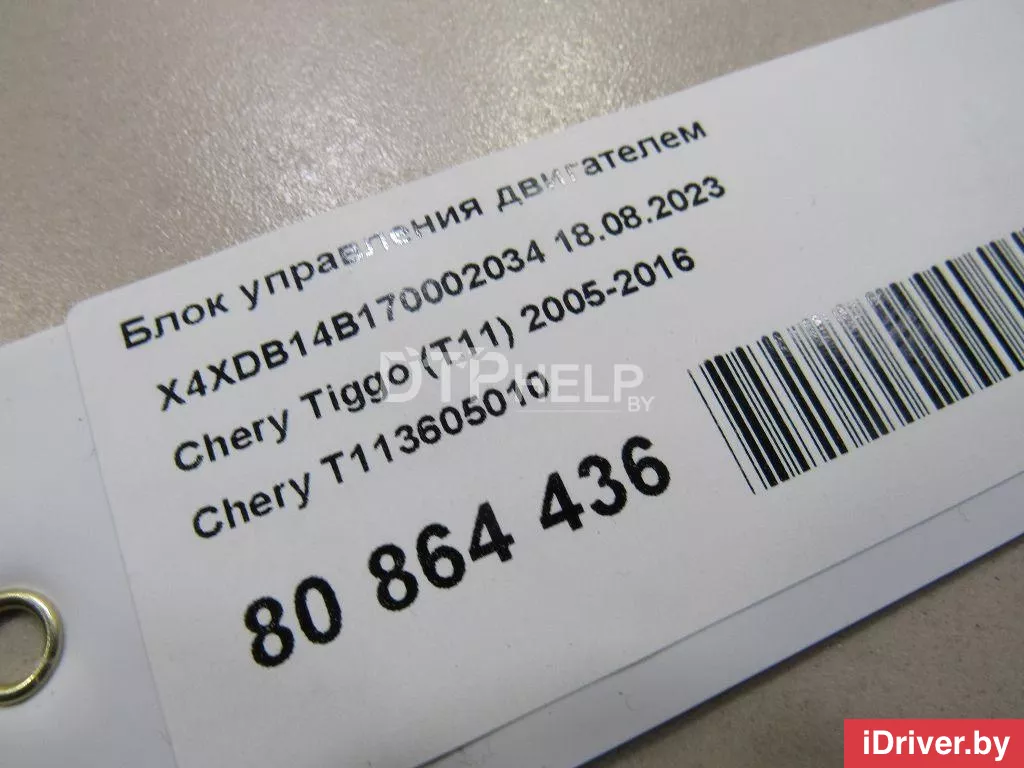 Блок управления двигателем
X4XDB14B170002034 18.08.2023
Chery Tiggo (T11) 2005-2016
Chery T113605010
80 864 436
DTPHELP
BY
iDriver.by